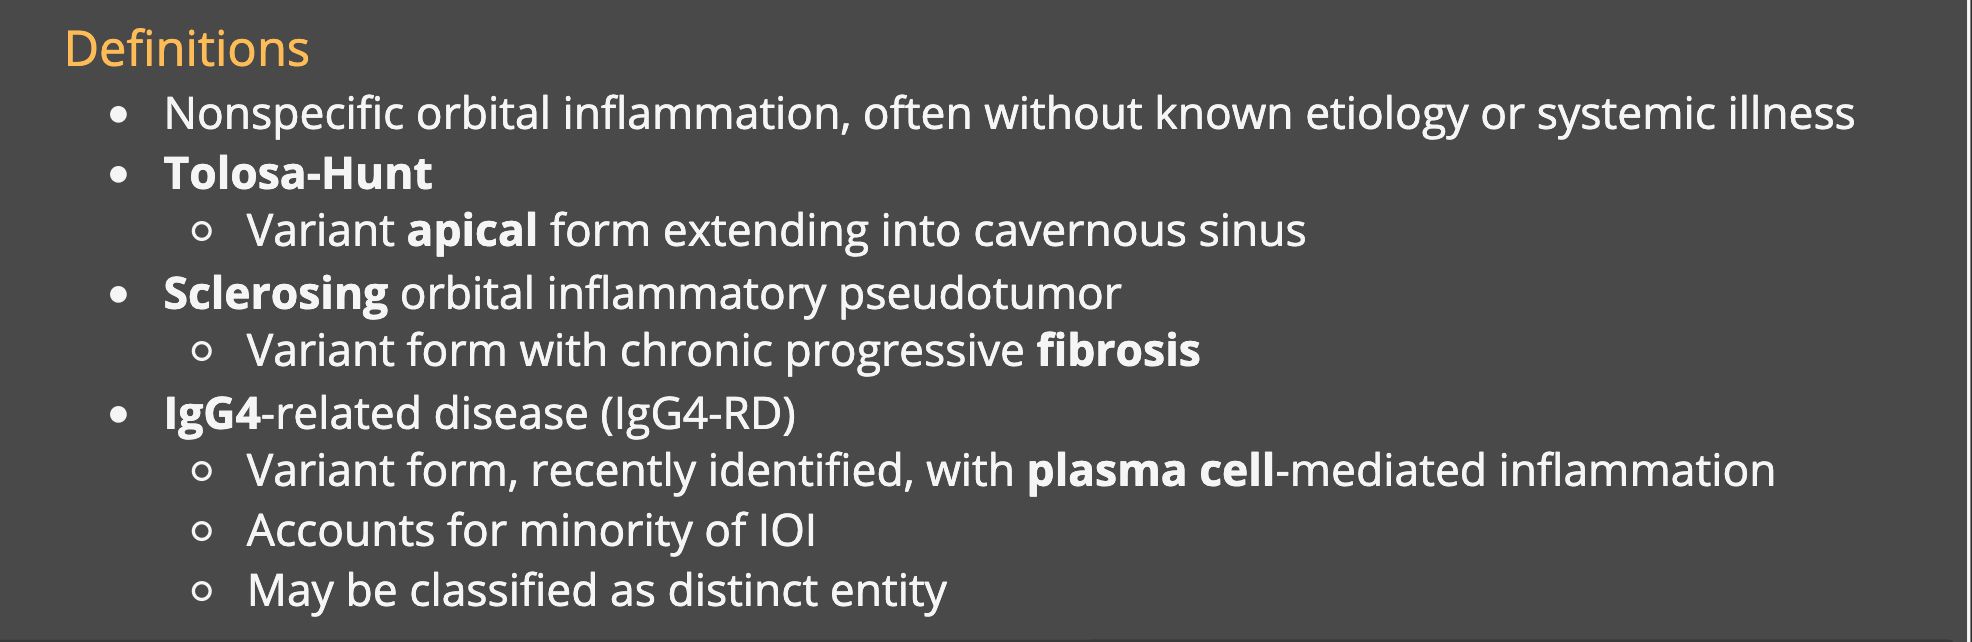 Definitions
• Nonspecific orbital inflammation, often without known etiology or systemic illness
• Tolosa-Hunt
○ Variant apical form extending into cavernous sinus
• Sclerosing orbital inflammatory pseudotumor
○ Variant form with chronic progressive fibrosis
• IgG4-related disease (IgG4-RD)
○ Variant form, recently identified, with plasma cell-mediated inflammation
○ Accounts for minority of IOI
○ May be classified as distinct entity